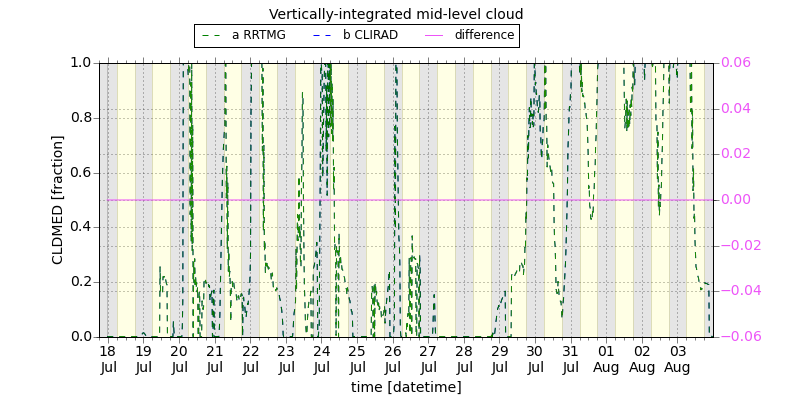 Vertically-integrated mid-level cloud
a RRTMG b CLIRAD difference
1.0 0.06
0.8 0.04
0.02
0.6
0.00
0.4
−0.02
0.2
−0.04
0.0 −0.06
CLDMED [fraction]
18 19 20 21 22 23 24 25 26 27 28 29 30 31 01 02 03
Jul Jul Jul Jul Jul Jul Jul Jul Jul Jul Jul Jul Jul Jul Aug Aug Aug
time [datetime]